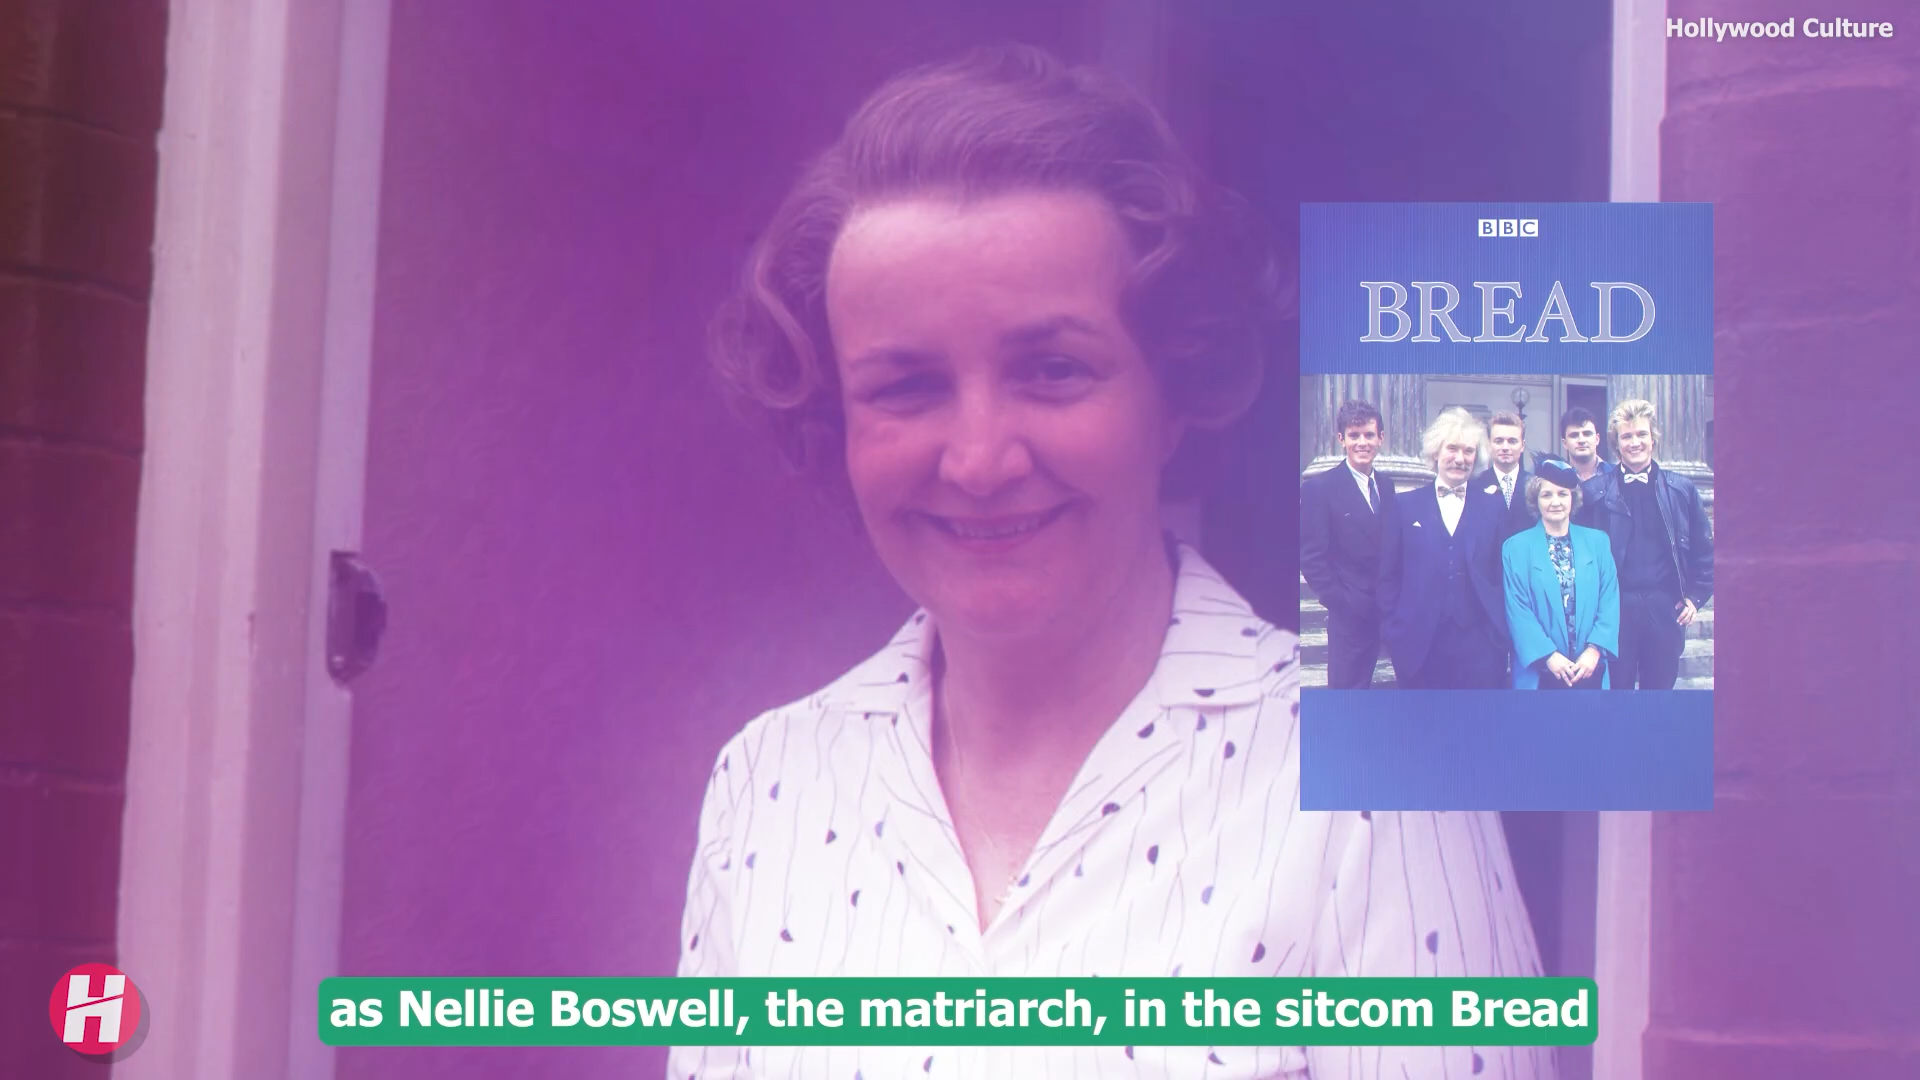 Hollywood Culture
BBC
BREAD
H
as Nellie Boswell, the matriarch, in the sitcom Bread